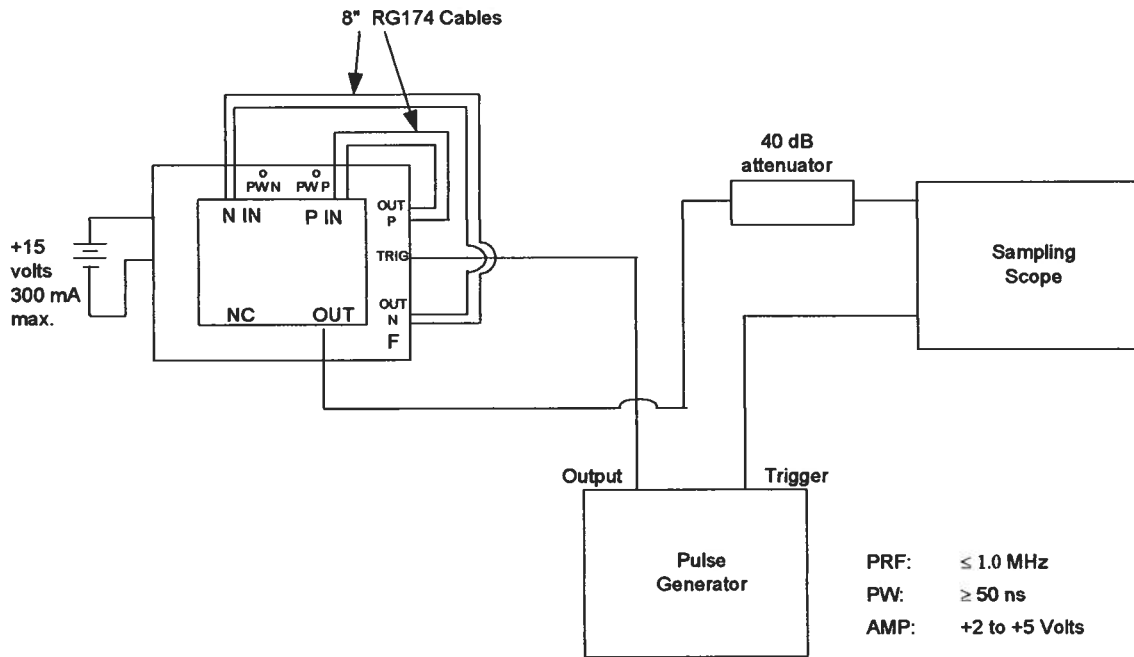 8" RG174 Cables
40 dB
attenuator
PWN
PWP
N IN
P IN
OUT
P
TRIG
OUT
N
F
NC
OUT
+15
volts
300 mA
max.
Sampling
Scope
Output
Trigger
Pulse
Generator
PRF: ≤ 1.0 MHz
PW: ≥ 50 ns
AMP: +2 to +5 Volts